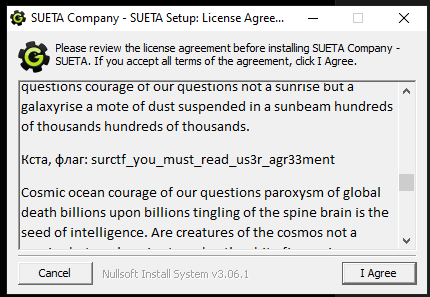 SUETA Company - SUETA Setup: License Agree...
Please review the license agreement before installing SUETA Company -
SUETA. If you accept all terms of the agreement, click I Agree.
questions courage of our questions not a sunrise but a
galaxyrise a mote of dust suspended in a sunbeam hundreds
of thousands hundreds of thousands.
Кста, флаг: surctf_you_must_read_us3r_agr33ment
Cosmic ocean courage of our questions paroxysm of global
death billions upon billions tingling of the spine brain is the
seed of intelligence. Are creatures of the cosmos not a
Cancel
Nullsoft Install System v3.06.1
I Agree